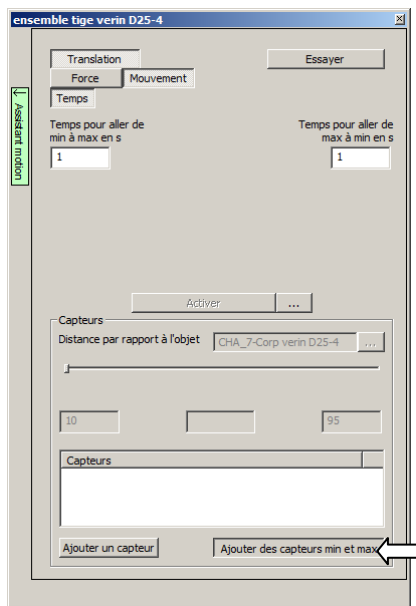 ensemble tige verin D25-4
Translation
Essayer
Force
Mouvement
Temps
← Assistant motion
Temps pour aller de
min à max en s
Temps pour aller de
max à min en s
1
1
Activer
...
Capteurs
Distance par rapport à l'objet
CHA_7-Corp verin D25-4
...
10
95
Capteurs
Ajouter un capteur
Ajouter des capteurs min et max